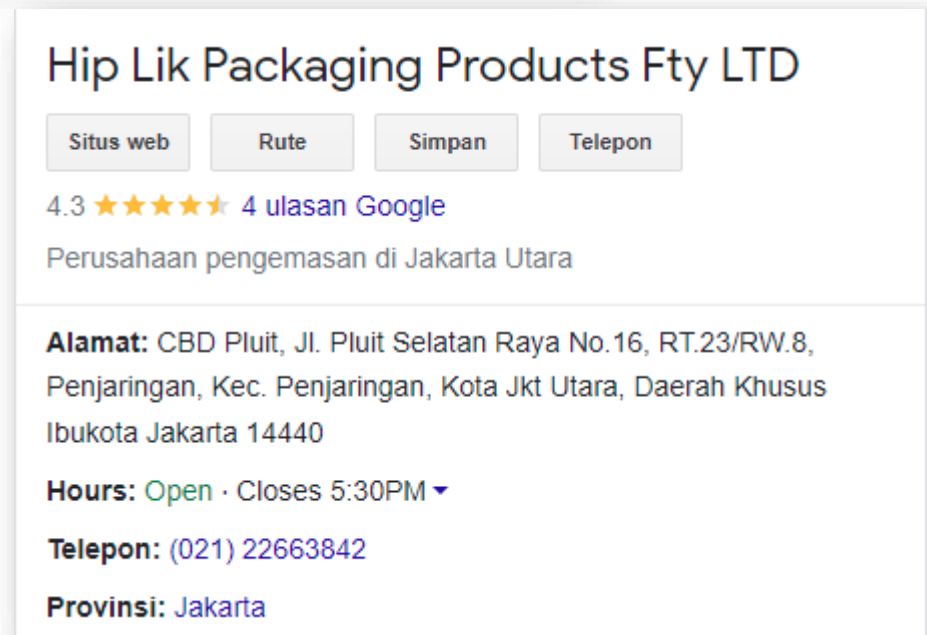 Hip Lik Packaging Products Fty LTD
Situs web Rute Simpan Telepon
4.3 4 ulasan Google
Perusahaan pengemasan di Jakarta Utara
Alamat: CBD Pluit, Jl. Pluit Selatan Raya No.16, RT.23/RW.8,
Penjaringan, Kec. Penjaringan, Kota Jkt Utara, Daerah Khusus
Ibukota Jakarta 14440
Hours: Open · Closes 5:30PM
Telepon: (021) 22663842
Provinsi: Jakarta